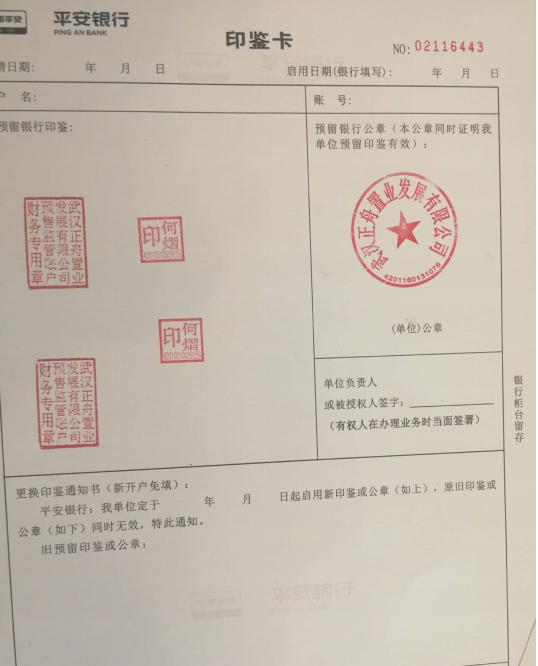 平安
平安银行
PING AN BANK
印鉴卡
NO: 02116443
请日期: 年 月 日
启用日期(银行填写): 年 月 日
户 名:
账 号:
预留银行印鉴:
预留银行公章（本公章同时证明我
单位预留印鉴有效）:
武汉正舟置业
发展有限公司
预售监管账户
财务专用章
何熠
印
武汉正舟置业发展有限公司
4201160131078
(单位)公章
何熠
印
武汉正舟置业
发展有限公司
预售监管账户
财务专用章
单位负责人
或被授权人签字:
(有权人在办理业务时当面签署)
银行柜台留存
更换印鉴通知书（新开户免填）:
平安银行: 我单位定于 年 月 日起启用新印鉴或公章（如上），原旧印鉴或
公章（如下）同时无效，特此通知。
旧预留印鉴或公章: